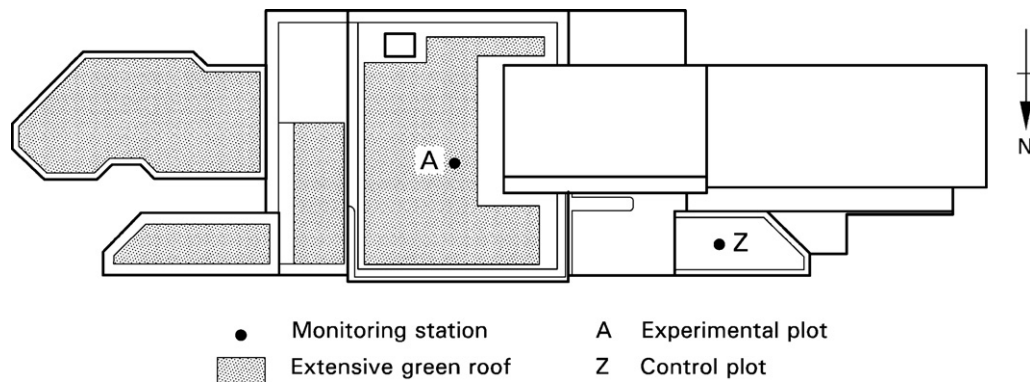 N
A
Z
Monitoring station A Experimental plot
Extensive green roof Z Control plot